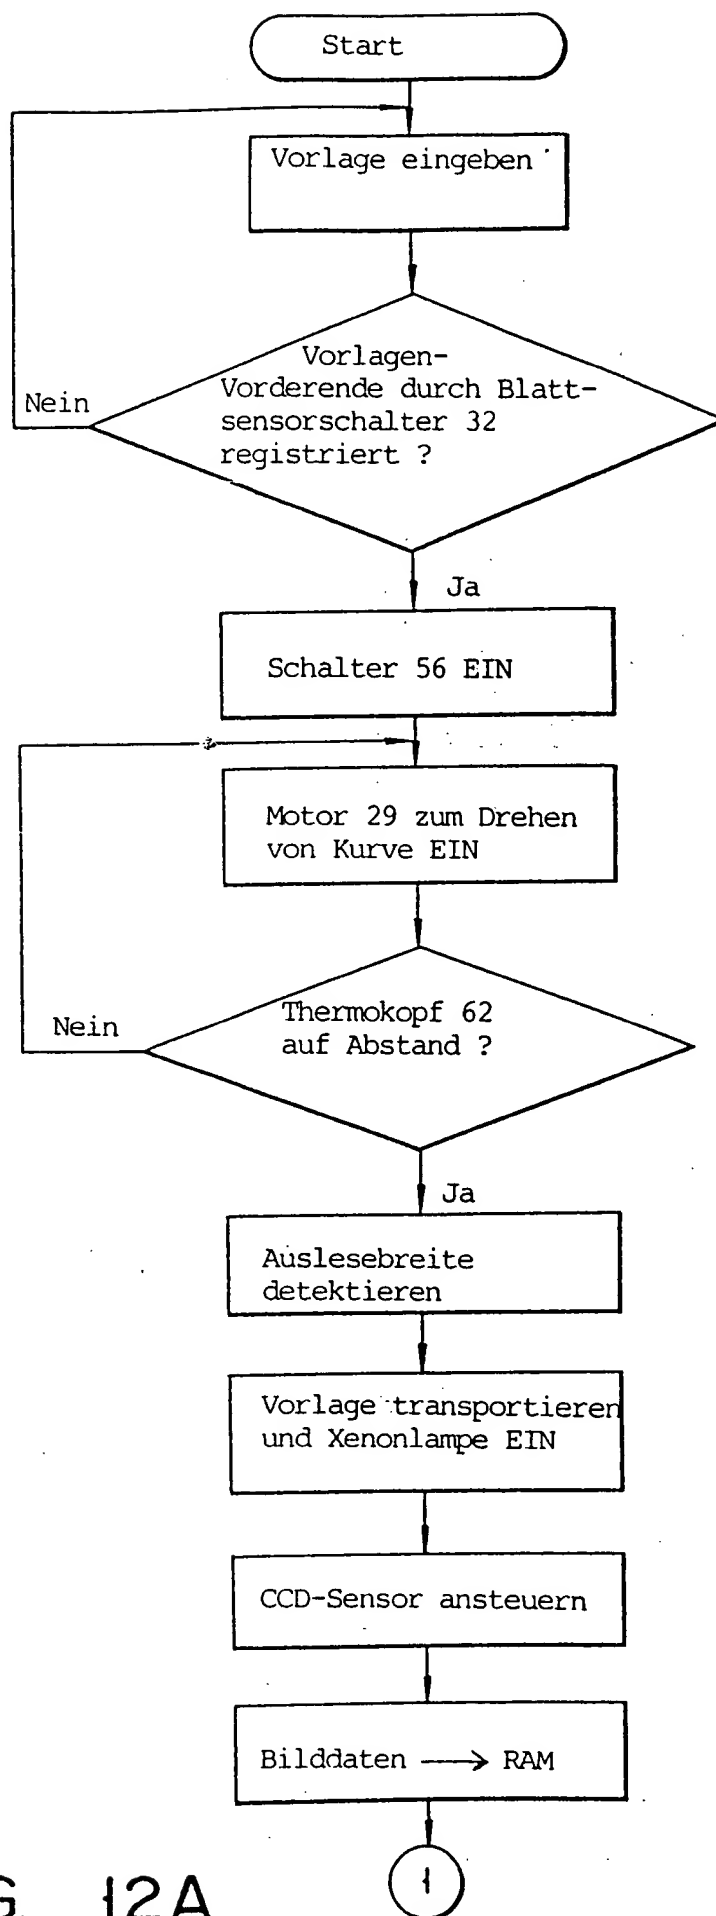 Start
Vorlage eingeben
Vorlagen-
Vorderende durch Blatt-
sensorschalter 32
registriert ?
Nein
Ja
Schalter 56 EIN
Motor 29 zum Drehen
von Kurve EIN
Thermokopf 62
auf Abstand ?
Nein
Ja
Auslesebreite
detektieren
Vorlage transportieren
und Xenonlampe EIN
CCD-Sensor ansteuern
Bilddaten → RAM
1
G. 12A